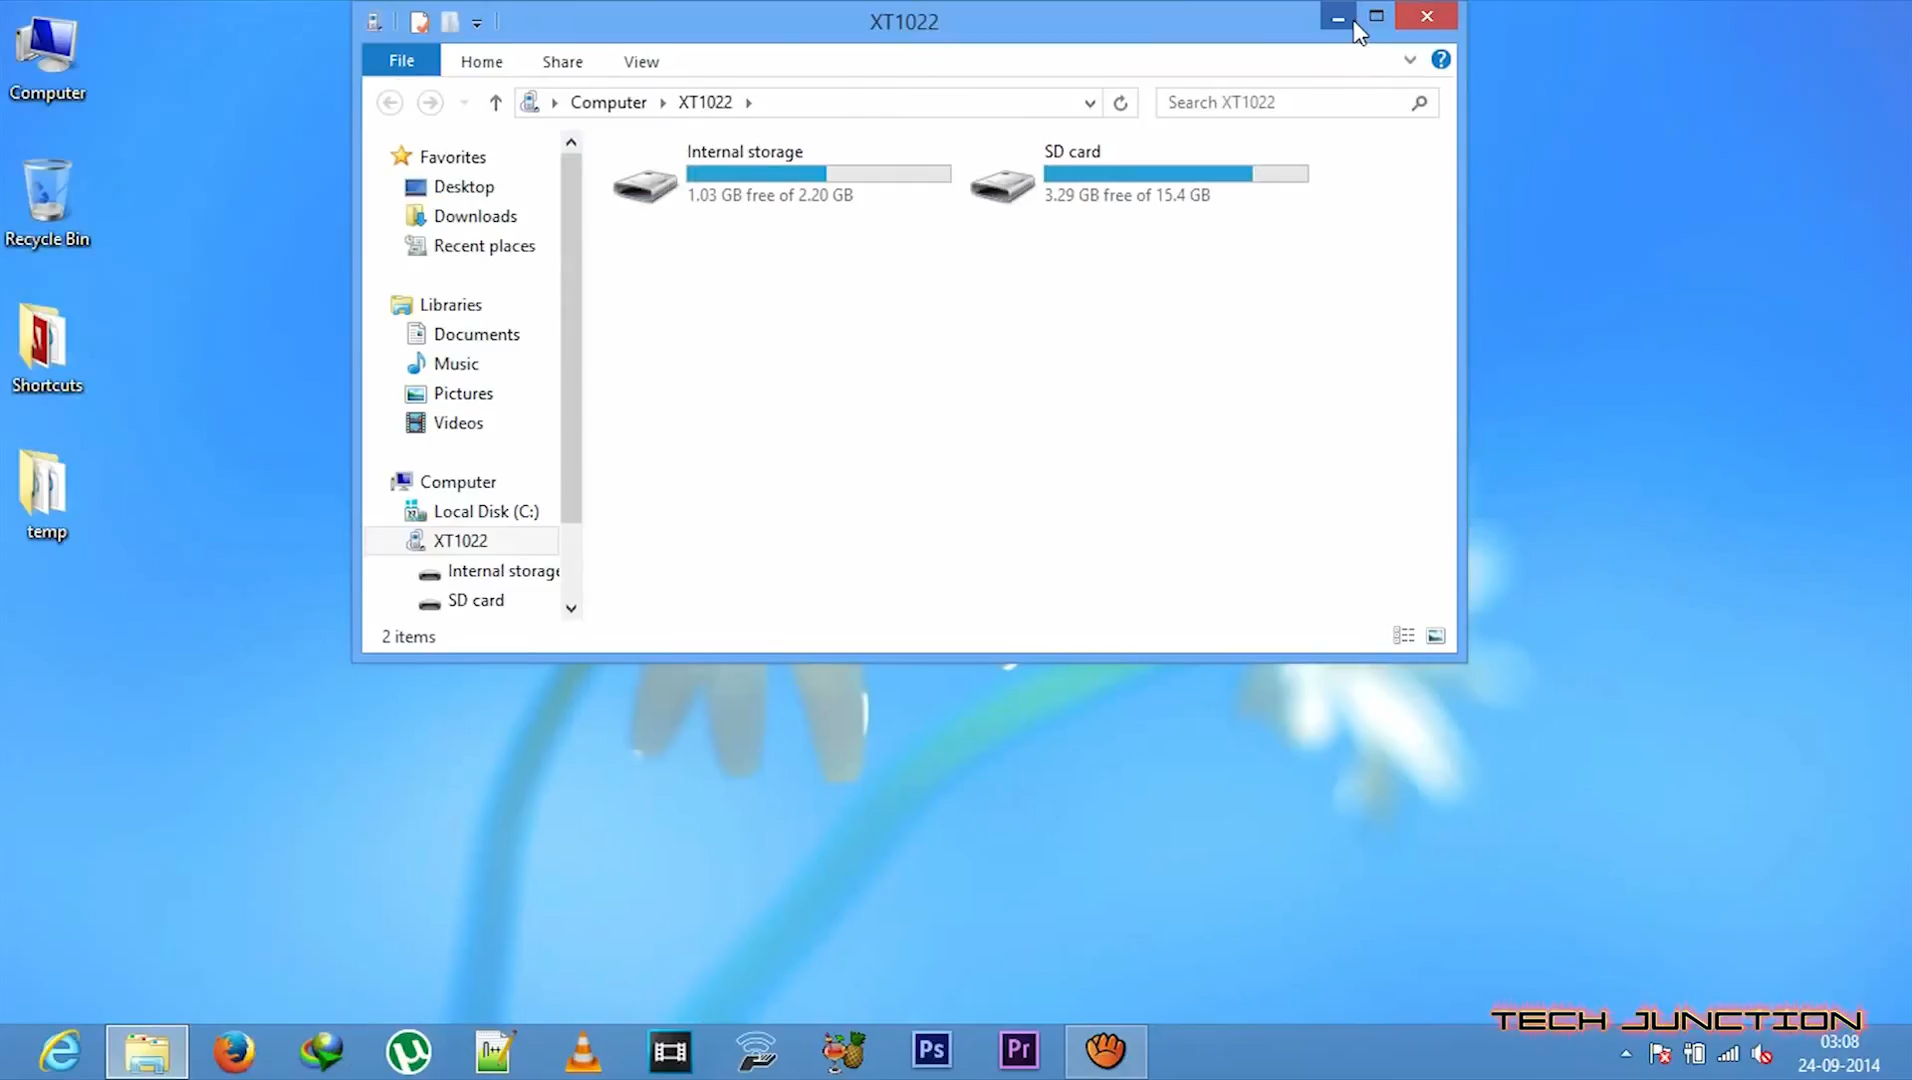 XT1022
File
Home
Share
View
Computer
XT1022
Search XT1022
Favorites
Desktop
Downloads
Recent places
Libraries
Documents
Music
Pictures
Videos
Computer
Local Disk (C:)
XT1022
Internal storage
SD card
Internal storage
1.03 GB free of 2.20 GB
SD card
3.29 GB free of 15.4 GB
2 items
Computer
Recycle Bin
Shortcuts
temp
n++
Ps
Pr
TECH JUNCTION
03:08
24-09-2014